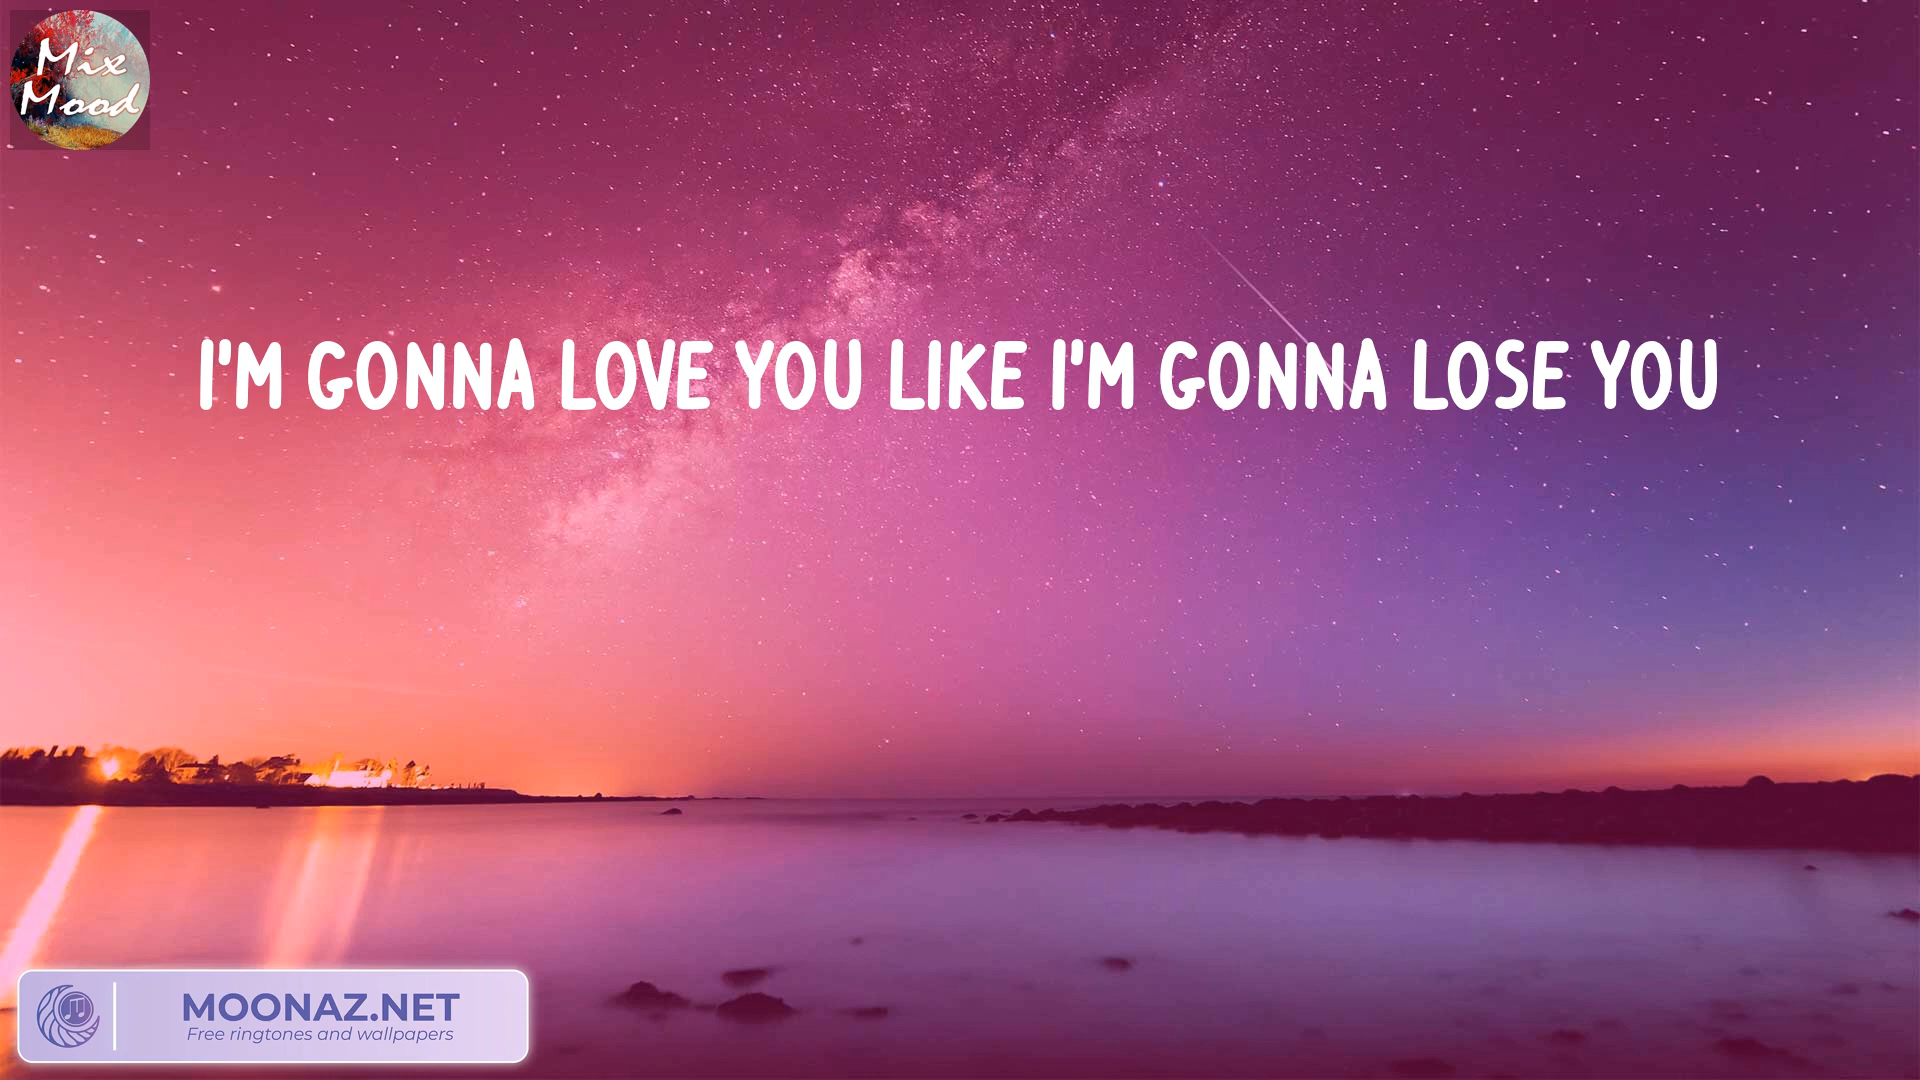 Mix
Mood
I'M GONNA LOVE YOU LIKE I'M GONNA LOSE YOU
MOONAZ.NET
Free ringtones and wallpapers